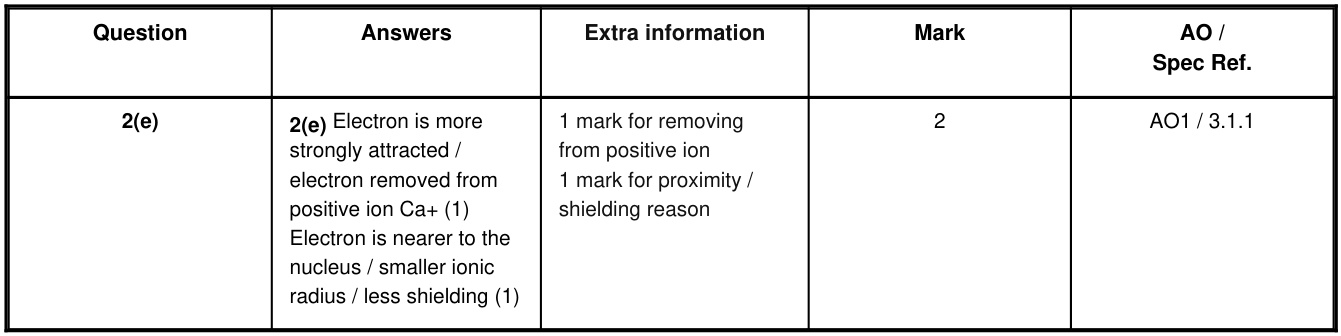 Question Answers Extra information Mark AO /
Spec Ref.
2(e) 2(e) Electron is more 1 mark for removing 2 AO1 / 3.1.1
strongly attracted / from positive ion
electron removed from 1 mark for proximity /
positive ion Ca+ (1) shielding reason
Electron is nearer to the
nucleus / smaller ionic
radius / less shielding (1)